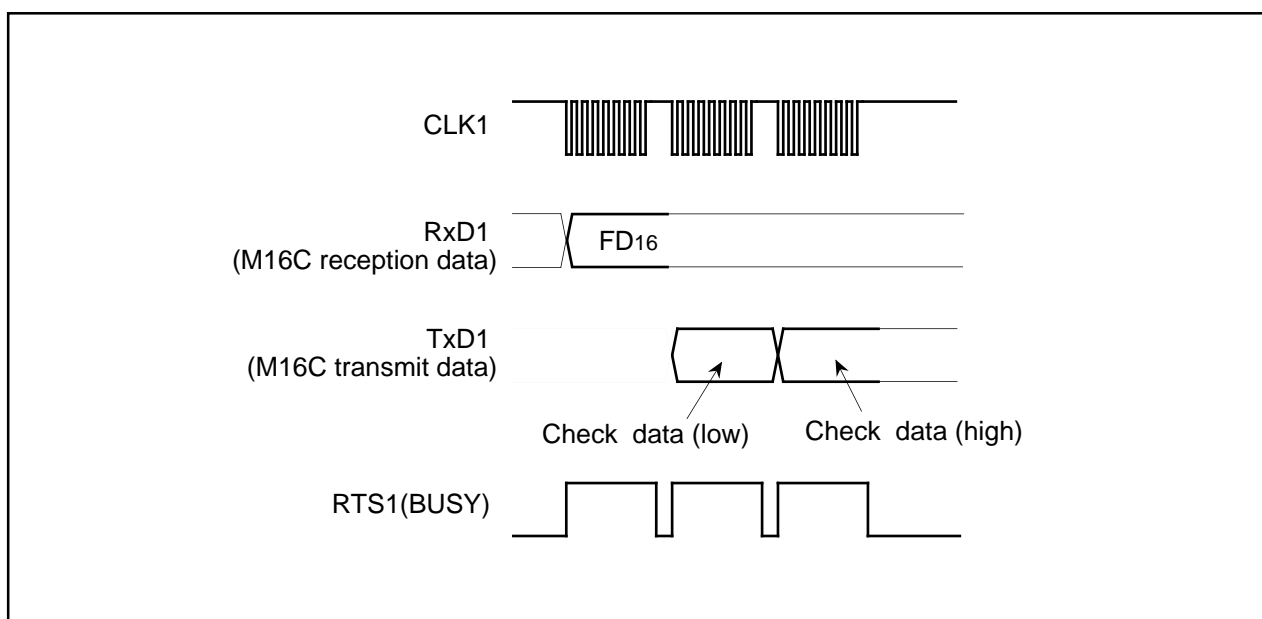 CLK1
RxD1
(M16C reception data)
FD16
TxD1
(M16C transmit data)
Check data (low)
Check data (high)
RTS1(BUSY)